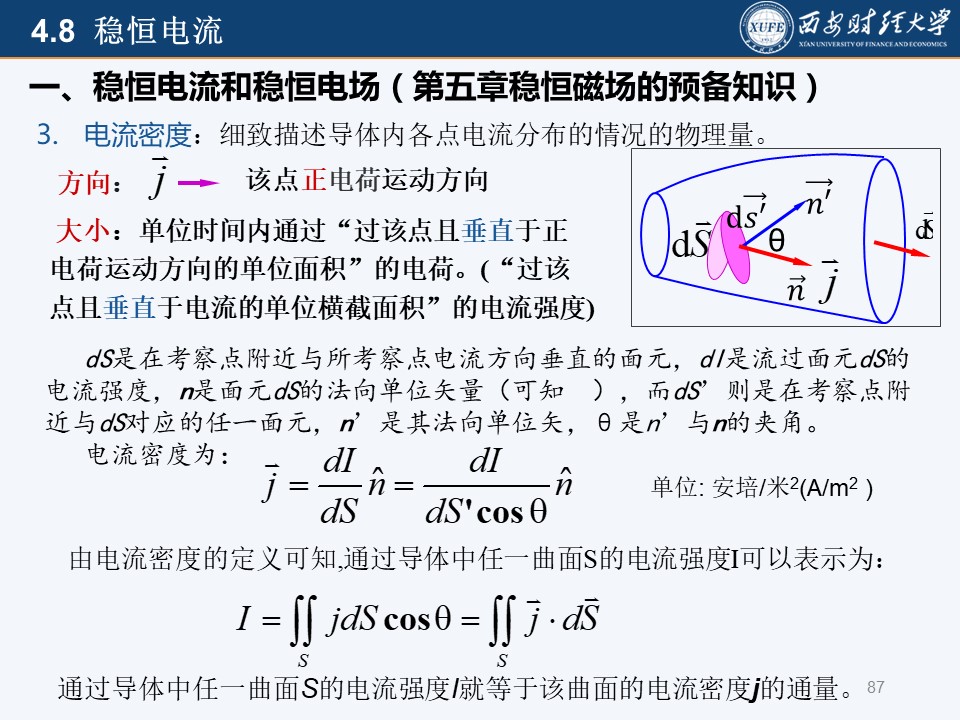 4.8 稳恒电流
XUFE 西安财经大学
XI'AN UNIVERSITY OF FINANCE AND ECONOMICS
一、稳恒电流和稳恒电场（第五章稳恒磁场的预备知识）
3. 电流密度：细致描述导体内各点电流分布的情况的物理量。
方向： \vec{j} → 该点正电荷运动方向
大小：单位时间内通过“过该点且垂直于正
电荷运动方向的单位面积”的电荷。(“过该
点且垂直于电流的单位横截面积”的电流强度)
d\vec{S} d\vec{s'} \vec{n'} θ \vec{n} \vec{j}
dS是在考察点附近与所考察点电流方向垂直的面元，dI是流过面元dS的
电流强度，n是面元dS的法向单位矢量（可知 ），而dS’则是在考察点附
近与dS对应的任一面元，n’是其法向单位矢，θ是n’与n的夹角。
电流密度为：
\vec{j} = \frac{dI}{dS} \hat{n} = \frac{dI}{dS'cosθ} \hat{n}
单位: 安培/米²(A/m² )
由电流密度的定义可知,通过导体中任一曲面S的电流强度I可以表示为：
I = ∬_S jdS cosθ = ∬_S \vec{j} · d\vec{S}
通过导体中任一曲面S的电流强度I就等于该曲面的电流密度j的通量。
87